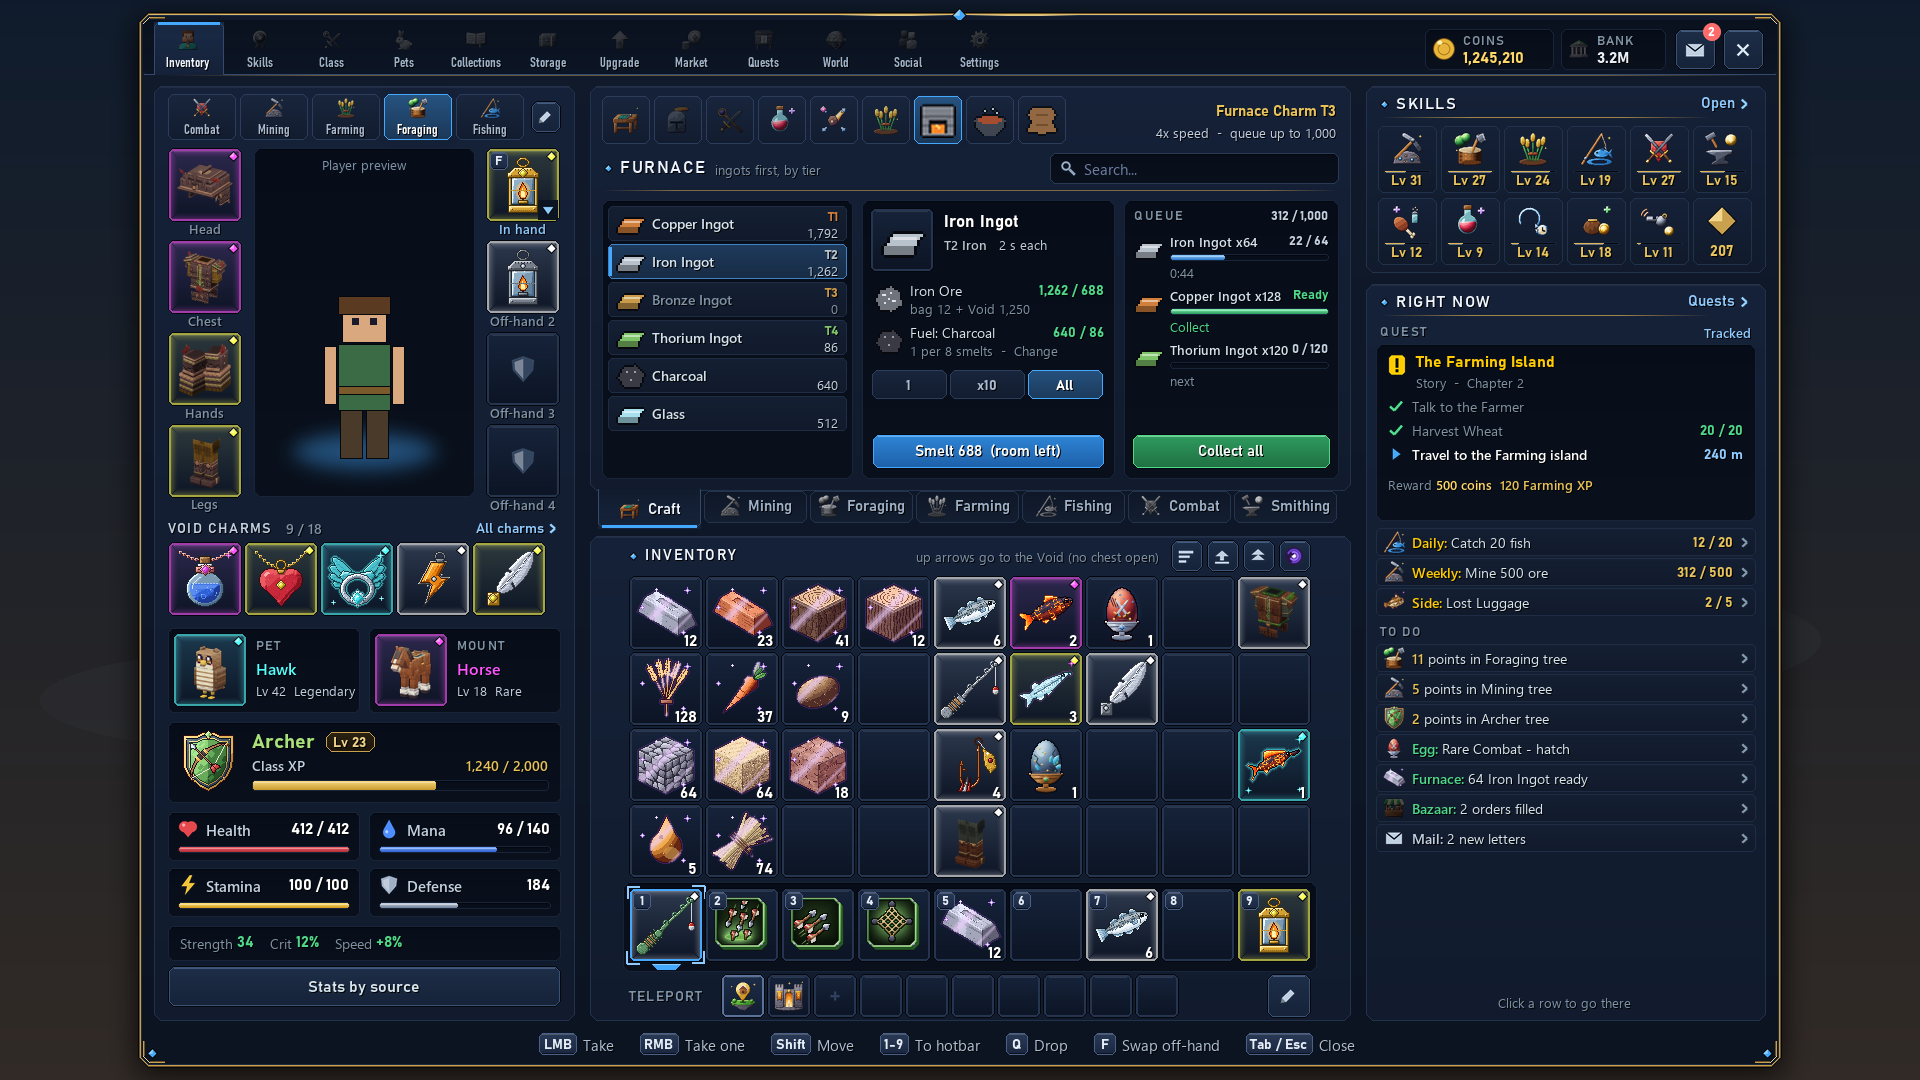 Inventory
Skills
Class
Pets
Collections
Storage
Upgrade
Market
Quests
World
Social
Settings
COINS
1,245,210
BANK
3.2M
2
Combat
Mining
Farming
Foraging
Fishing
Head
Chest
Hands
Legs
Player preview
F
In hand
Off-hand 2
Off-hand 3
Off-hand 4
VOID CHARMS 9 / 18
All charms
PET
Hawk
Lv 42 Legendary
MOUNT
Horse
Lv 18 Rare
Archer Lv 23
Class XP 1,240 / 2,000
Health 412 / 412
Mana 96 / 140
Stamina 100 / 100
Defense 184
Strength 34 Crit 12% Speed +8%
Stats by source
Furnace Charm T3
4x speed - queue up to 1,000
FURNACE ingots first, by tier
Search...
Copper Ingot T1
1,792
Iron Ingot T2
1,262
Bronze Ingot T3
0
Thorium Ingot T4
86
Charcoal
640
Glass
512
Iron Ingot
T2 Iron 2 s each
Iron Ore 1,262 / 688
bag 12 + Void 1,250
Fuel: Charcoal 640 / 86
1 per 8 smelts - Change
1
x10
All
Smelt 688 (room left)
QUEUE 312 / 1,000
Iron Ingot x64 22 / 64
0:44
Copper Ingot x128 Ready
Collect
Thorium Ingot x120 0 / 120
next
Collect all
Craft
Mining
Foraging
Farming
Fishing
Combat
Smithing
INVENTORY
up arrows go to the Void (no chest open)
12
23
41
12
6
2
1
128
37
9
3
64
64
18
4
1
1
5
74
1
2
3
4
5
12
6
7
6
8
9
TELEPORT
+
SKILLS
Open
Lv 31
Lv 27
Lv 24
Lv 19
Lv 27
Lv 15
Lv 12
Lv 9
Lv 14
Lv 18
Lv 11
207
RIGHT NOW
Quests
QUEST
Tracked
The Farming Island
Story - Chapter 2
Talk to the Farmer
Harvest Wheat 20 / 20
Travel to the Farming island 240 m
Reward 500 coins 120 Farming XP
Daily: Catch 20 fish 12 / 20
Weekly: Mine 500 ore 312 / 500
Side: Lost Luggage 2 / 5
TO DO
11 points in Foraging tree
5 points in Mining tree
2 points in Archer tree
Egg: Rare Combat - hatch
Furnace: 64 Iron Ingot ready
Bazaar: 2 orders filled
Mail: 2 new letters
Click a row to go there
LMB Take
RMB Take one
Shift Move
1-9 To hotbar
Q Drop
F Swap off-hand
Tab / Esc Close